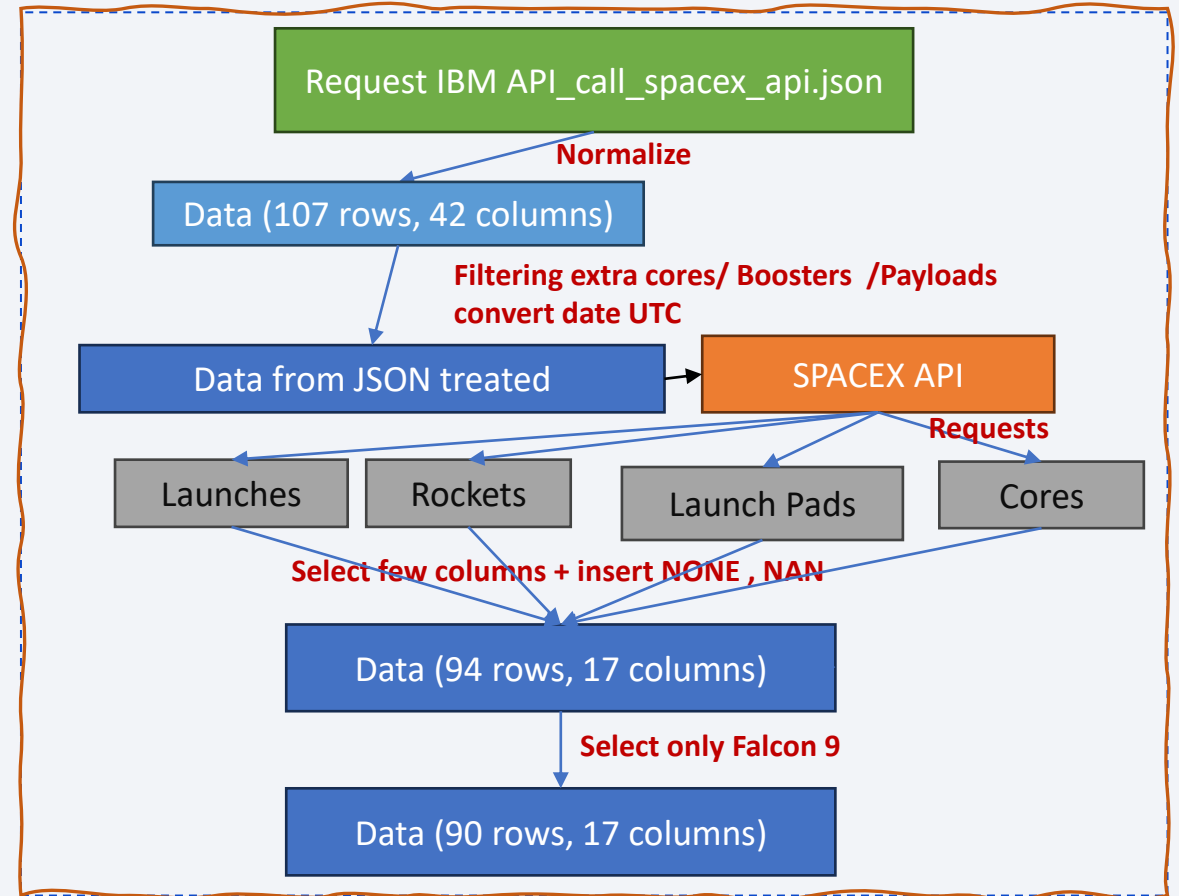 Request IBM API_call_spacex_api.json
Normalize
Data (107 rows, 42 columns)
Filtering extra cores/ Boosters /Payloads
convert date UTC
Data from JSON treated
SPACEX API
Requests
Launches
Rockets
Launch Pads
Cores
Select few columns + insert NONE , NAN
Data (94 rows, 17 columns)
Select only Falcon 9
Data (90 rows, 17 columns)